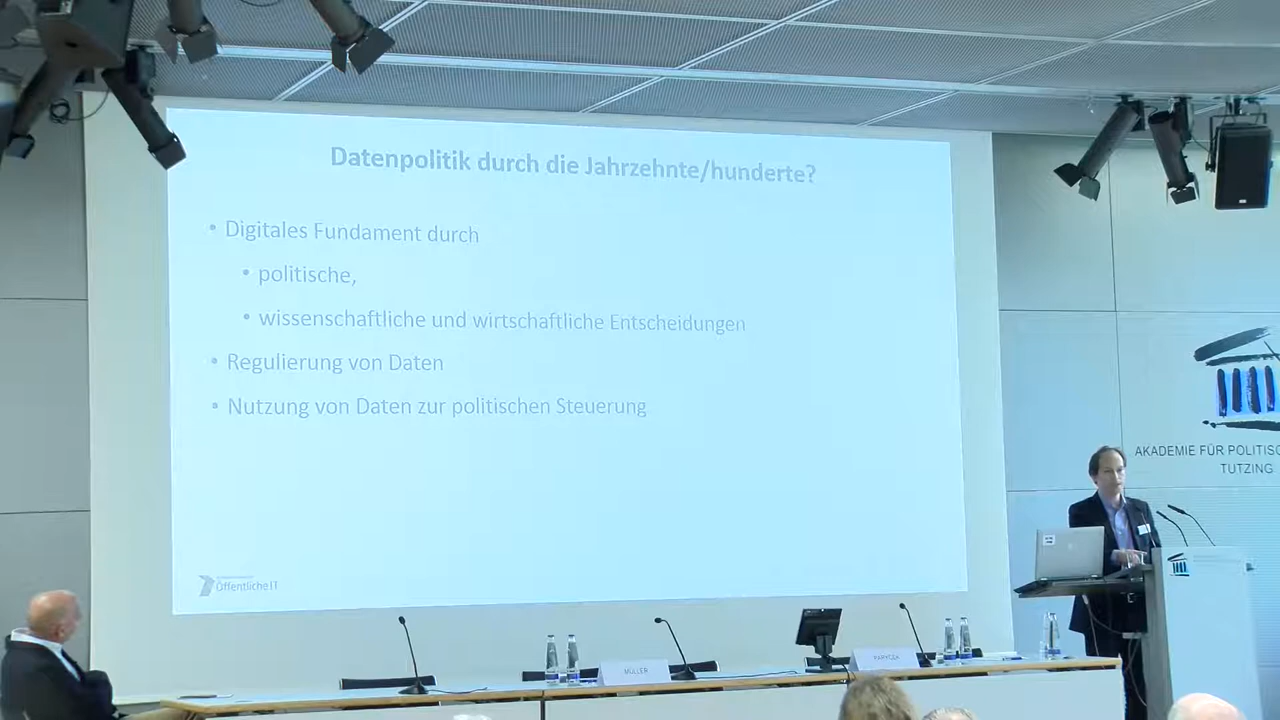 Datenpolitik durch die Jahrzehnte/hunderte?
• Digitales Fundament durch
• politische,
• wissenschaftliche und wirtschaftliche Entscheidungen
• Regulierung von Daten
• Nutzung von Daten zur politischen Steuerung
Öffentliche IT
AKADEMIE FÜR POLITISC
TUTZING
MÜLLER